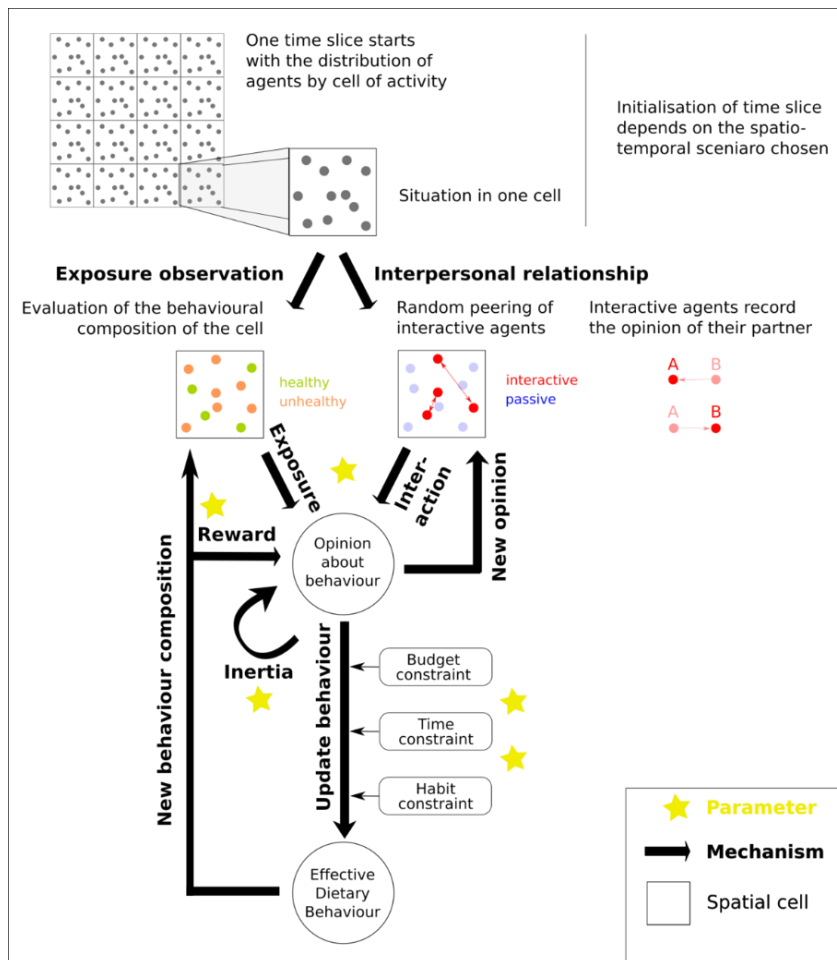 One time slice starts
with the distribution of
agents by cell of activity
Initialisation of time slice
depends on the spatio-
temporal sceniaro chosen
Situation in one cell
Exposure observation
Interpersonal relationship
Evaluation of the behavioural
composition of the cell
Random peering of
interactive agents
Interactive agents record
the opinion of their partner
healthy
unhealthy
interactive
passive
A B
A B
Exposure
Inter-
action
Reward
Opinion
about
behaviour
New opinion
Inertia
New behaviour composition
Update behaviour
Budget
constraint
Time
constraint
Habit
constraint
Effective
Dietary
Behaviour
Parameter
Mechanism
Spatial cell